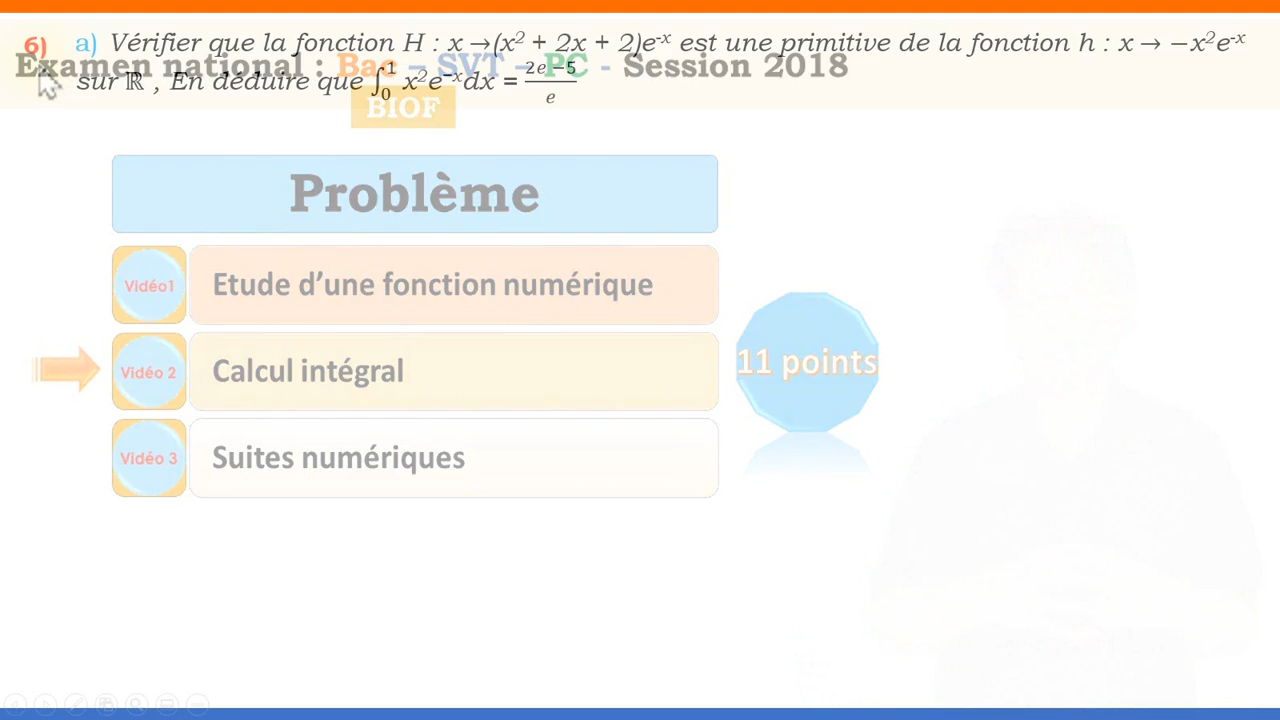 6) a) Vérifier que la fonction H : x →(x² + 2x + 2)e⁻ˣ est une primitive de la fonction h : x → −x²e⁻ˣ
Examen national : Bac – SVT – PC - Session 2018
sur ℝ , En déduire que ∫₀¹ x²e⁻ˣdx = (2e −5)/e
BIOF
Problème
Vidéo1 Etude d'une fonction numérique
Vidéo 2 Calcul intégral
11 points
Vidéo 3 Suites numériques